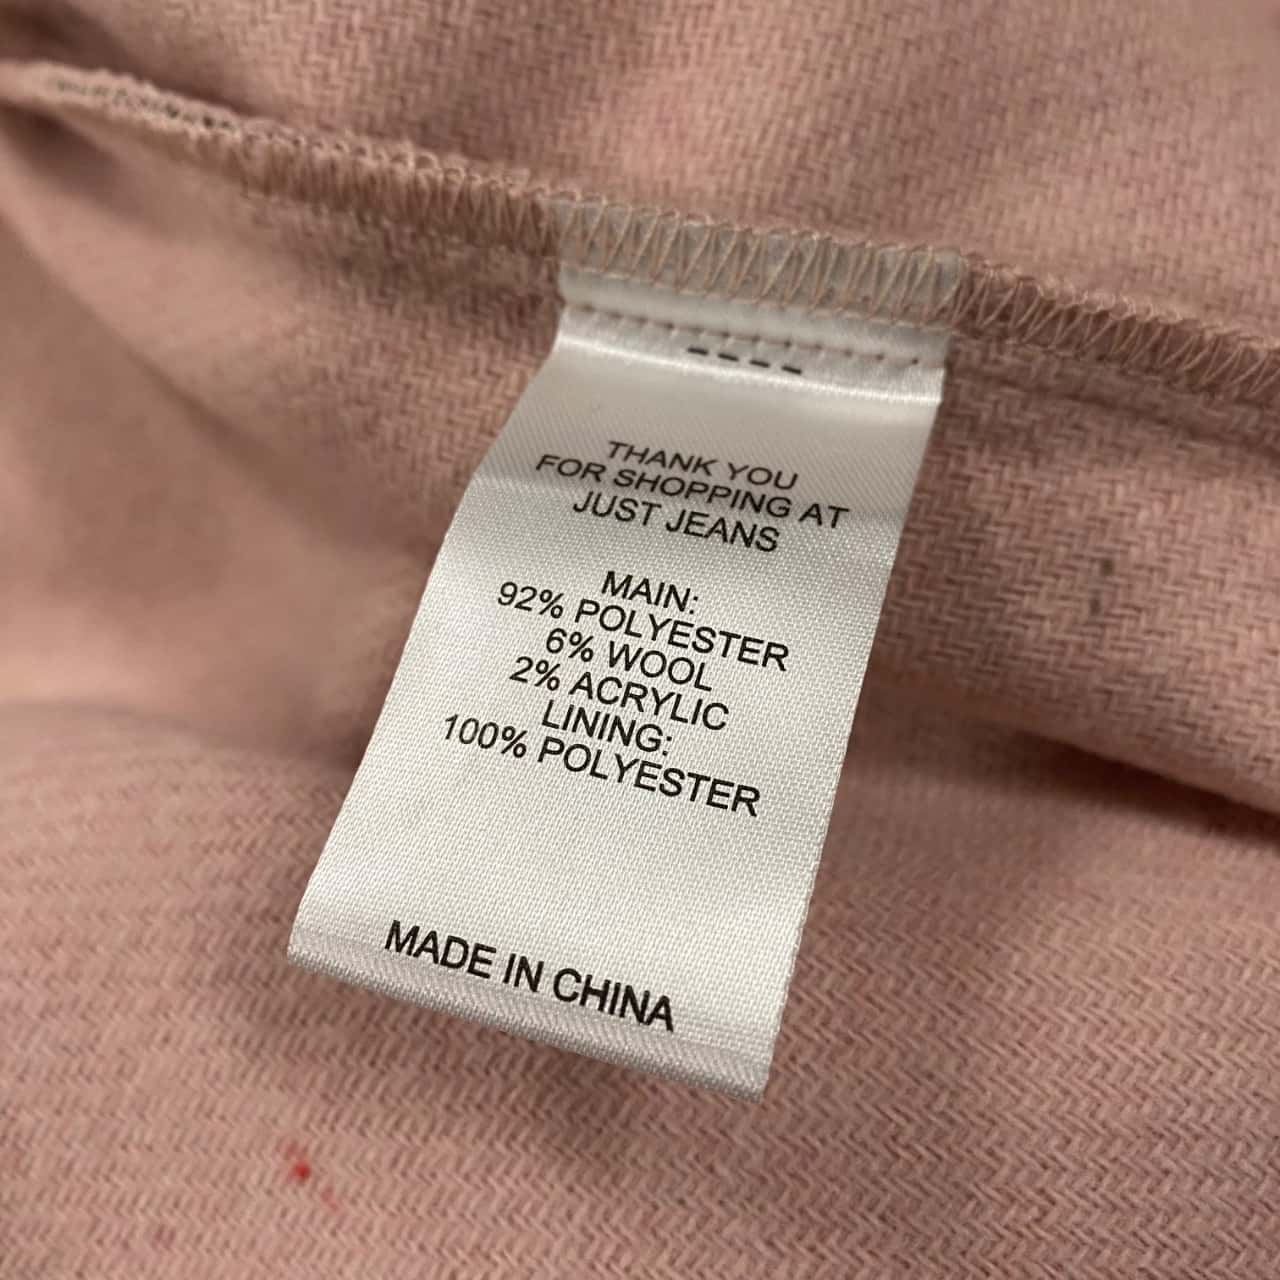 THANK YOU
FOR SHOPPING AT
JUST JEANS
MAIN:
92% POLYESTER
6% WOOL
2% ACRYLIC
LINING:
100% POLYESTER
MADE IN CHINA